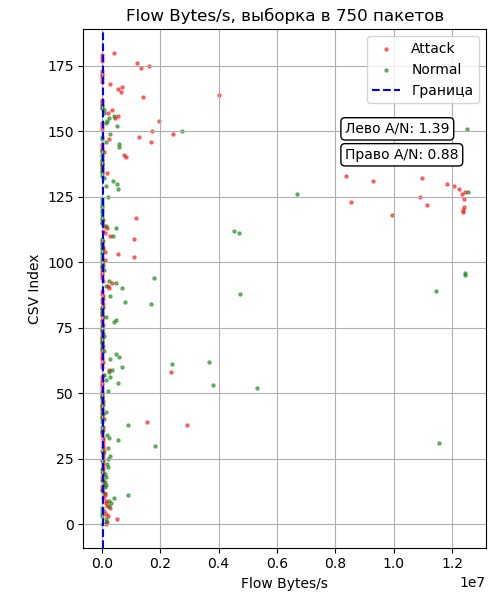 Flow Bytes/s, выборка в 750 пакетов
Attack
Normal
Граница
Лево A/N: 1.39
Право A/N: 0.88
175
150
125
100
75
50
25
0
CSV Index
0.0 0.2 0.4 0.6 0.8 1.0 1.2
1e7
Flow Bytes/s